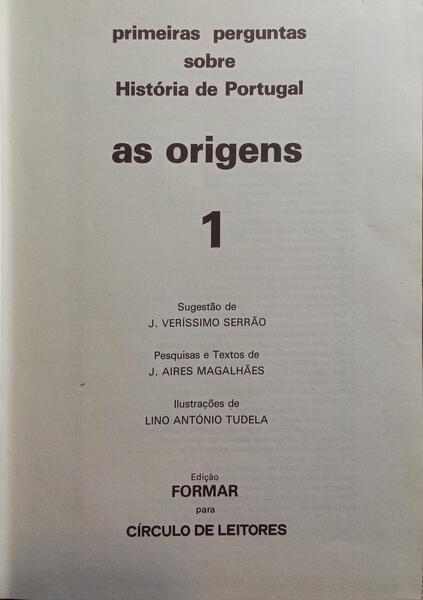 primeiras perguntas
sobre
História de Portugal
as origens
1
Sugestão de
J. VERÍSSIMO SERRÃO
Pesquisas e Textos de
J. AIRES MAGALHÃES
Ilustrações de
LINO ANTÓNIO TUDELA
Edição
FORMAR
para
CÍRCULO DE LEITORES